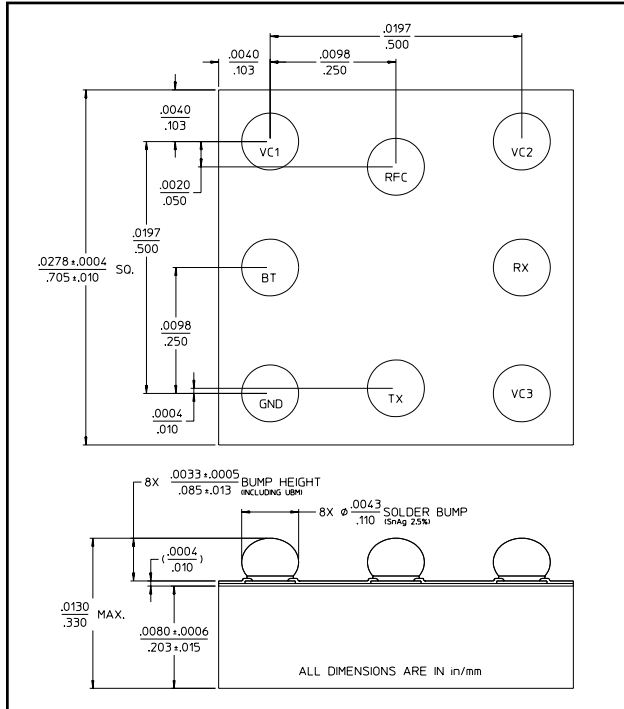 .0197
.500
.0040
.103
.0098
.250
.0040
.103
VC1
VC2
RFC
.0020
.050
.0197
.500
.0278±.0004
.705±.010
SQ.
BT
RX
.0098
.250
GND
TX
VC3
.0004
.010
8X .0033±.0005
.085±.013
BUMP HEIGHT
(INCLUDING UBM)
8X Ø .0043
.110
SOLDER BUMP
(SnAg 2.5%)
(.0004
.010)
.0130
.330
MAX.
.0080±.0006
.203±.015
ALL DIMENSIONS ARE IN in/mm